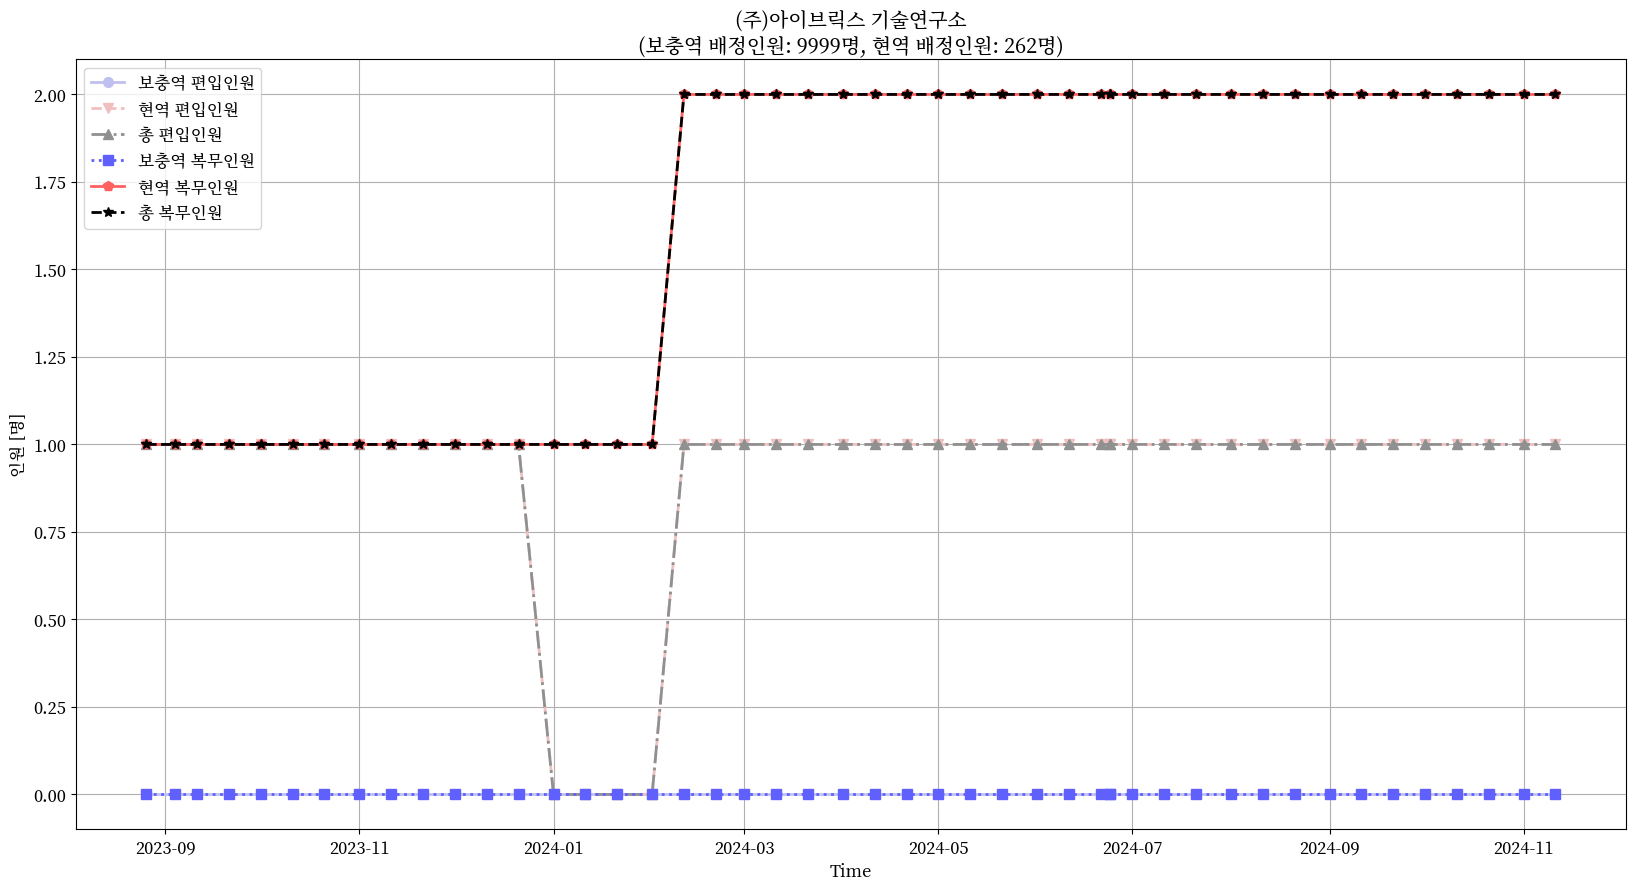 (주)아이브릭스 기술연구소
(보충역 배정인원: 9999명, 현역 배정인원: 262명)
보충역 편입인원
현역 편입인원
총 편입인원
보충역 복무인원
현역 복무인원
총 복무인원
2.00
1.75
1.50
1.25
1.00
0.75
0.50
0.25
0.00
인원 [명]
2023-09 2023-11 2024-01 2024-03 2024-05 2024-07 2024-09 2024-11
Time